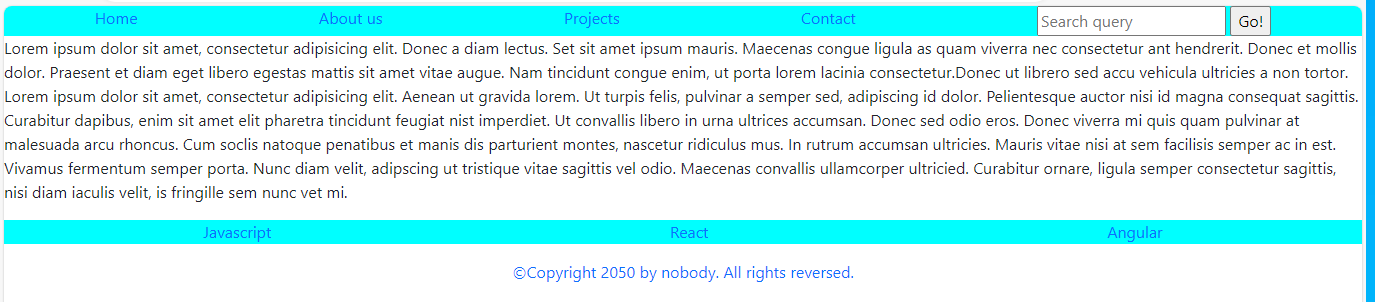 Home About us Projects Contact Search query Go!
Lorem ipsum dolor sit amet, consectetur adipisicing elit. Donec a diam lectus. Set sit amet ipsum mauris. Maecenas congue ligula as quam viverra nec consectetur ant hendrerit. Donec et mollis
dolor. Praesent et diam eget libero egestas mattis sit amet vitae augue. Nam tincidunt congue enim, ut porta lorem lacinia consectetur.Donec ut librero sed accu vehicula ultricies a non tortor.
Lorem ipsum dolor sit amet, consectetur adipisicing elit. Aenean ut gravida lorem. Ut turpis felis, pulvinar a semper sed, adipiscing id dolor. Pelientesque auctor nisi id magna consequat sagittis.
Curabitur dapibus, enim sit amet elit pharetra tincidunt feugiat nist imperdiet. Ut convallis libero in urna ultrices accumsan. Donec sed odio eros. Donec viverra mi quis quam pulvinar at
malesuada arcu rhoncus. Cum soclis natoque penatibus et manis dis parturient montes, nascetur ridiculus mus. In rutrum accumsan ultricies. Mauris vitae nisi at sem facilisis semper ac in est.
Vivamus fermentum semper porta. Nunc diam velit, adipscing ut tristique vitae sagittis vel odio. Maecenas convallis ullamcorper ultricied. Curabitur ornare, ligula semper consectetur sagittis,
nisi diam iaculis velit, is fringille sem nunc vet mi.
Javascript React Angular
©Copyright 2050 by nobody. All rights reversed.